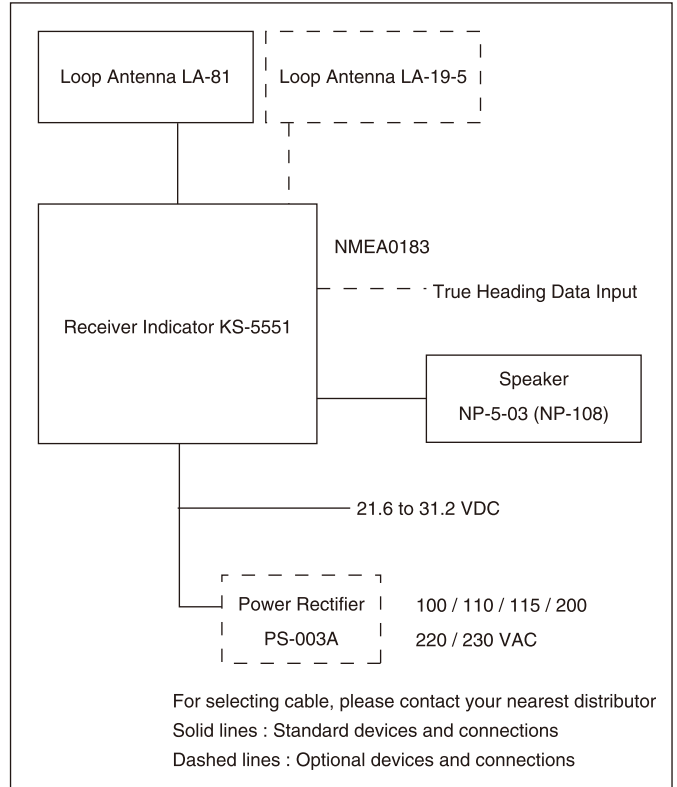 Loop Antenna LA-81
Loop Antenna LA-19-5
NMEA0183
True Heading Data Input
Receiver Indicator KS-5551
Speaker
NP-5-03 (NP-108)
21.6 to 31.2 VDC
Power Rectifier
PS-003A
100 / 110 / 115 / 200
220 / 230 VAC
For selecting cable, please contact your nearest distributor
Solid lines : Standard devices and connections
Dashed lines : Optional devices and connections